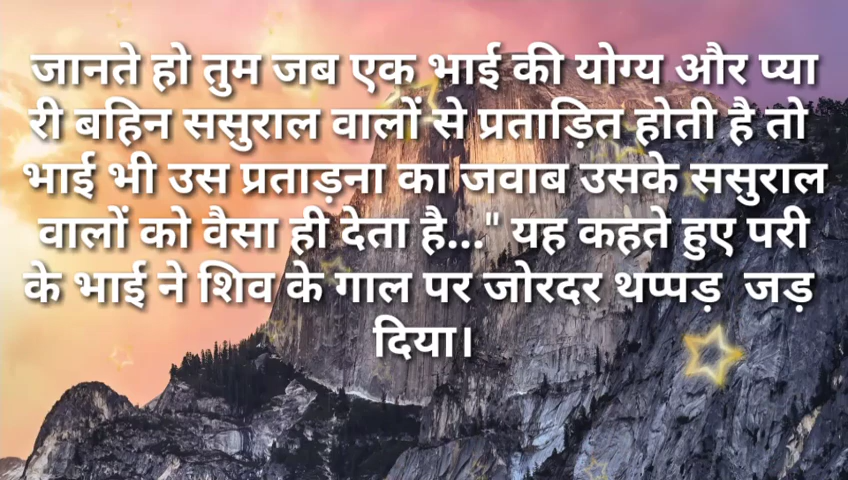 जानते हो तुम जब एक भाई की योग्य और प्या
री बहिन ससुराल वालों से प्रताड़ित होती है तो
भाई भी उस प्रताड़ना का जवाब उसके ससुराल
वालों को वैसा ही देता है..." यह कहते हुए परी
के भाई ने शिव के गाल पर जोरदर थप्पड़ जड़
दिया।